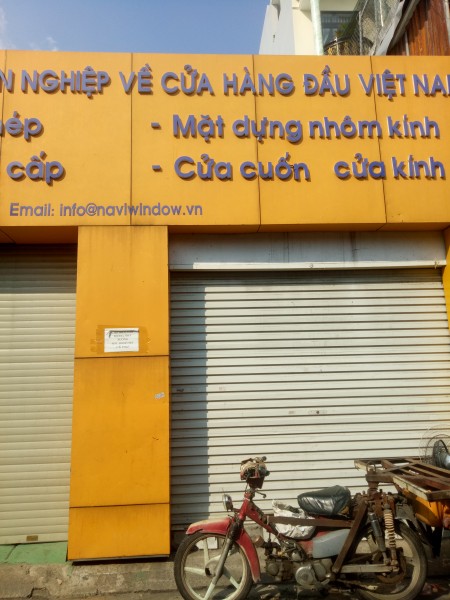 N NGHIỆP VỀ CỬA HÀNG ĐẦU VIỆT NAM
- Mặt dựng nhôm kính
cấp
- Cửa cuốn cửa kính
Email: info@naviwindow.vn